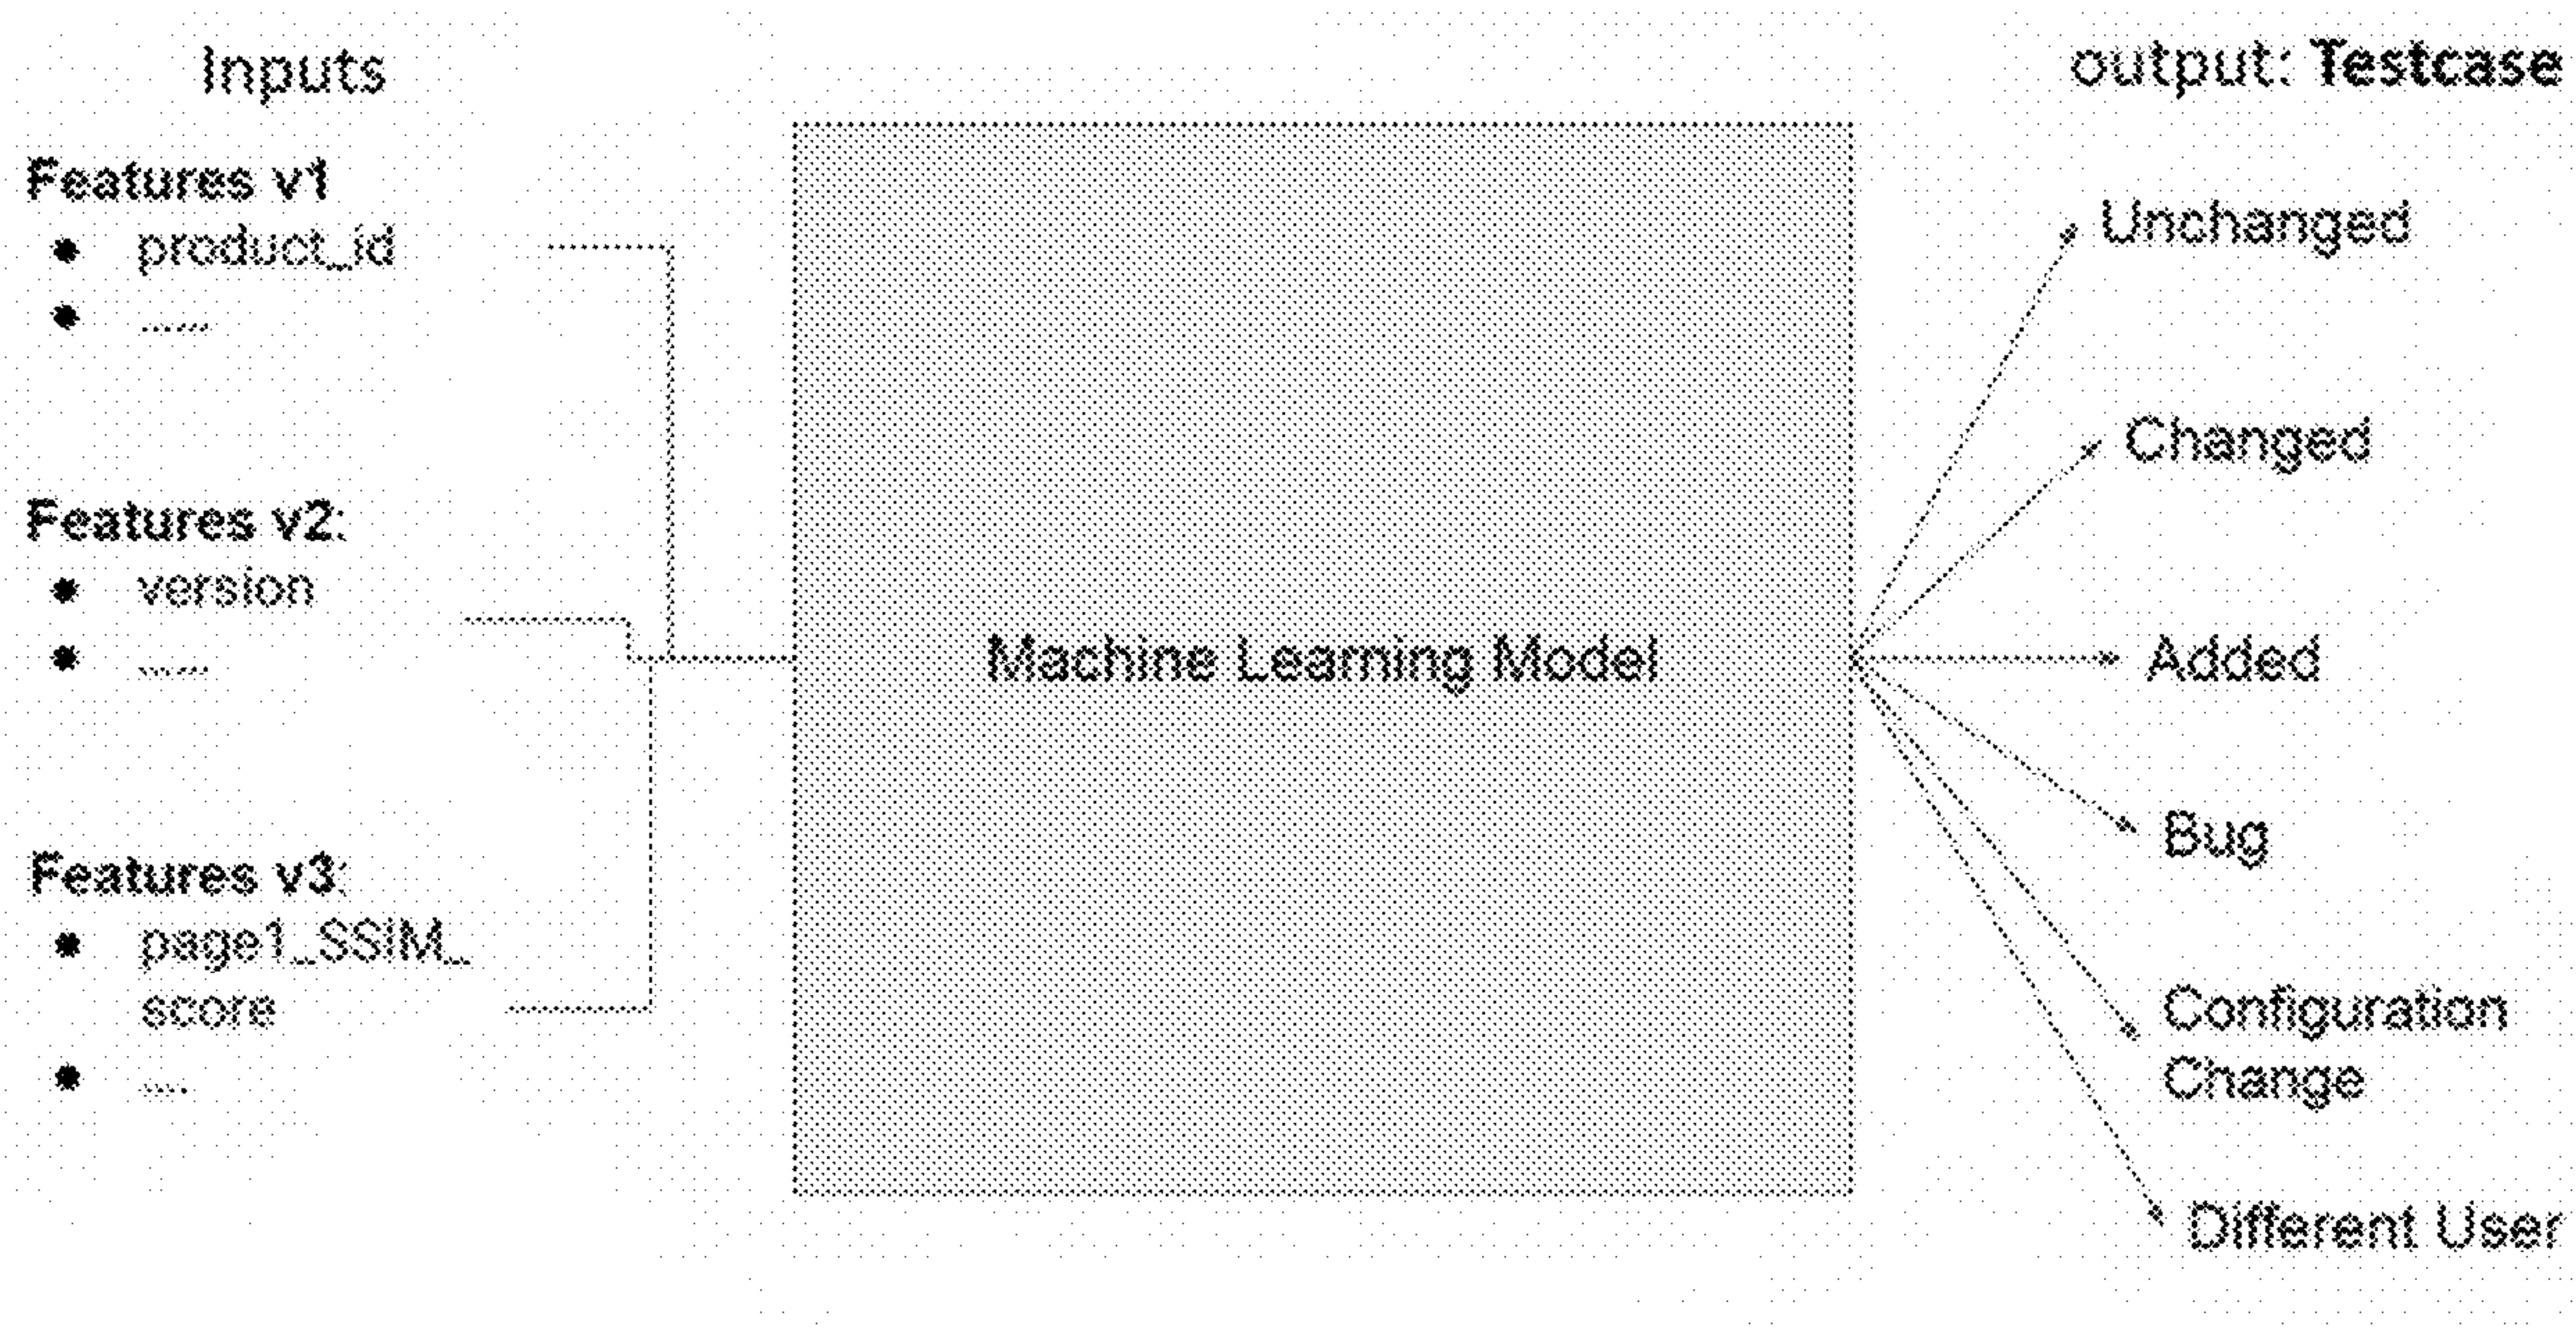 Inputs
Features v1
● product_id
● .....
Features v2:
● version
● .....
Features v3:
● page1_SSIM_
score
● ....
Machine Learning Model
output: Testcase
Unchanged
Changed
Added
Bug
Configuration
Change
Different User